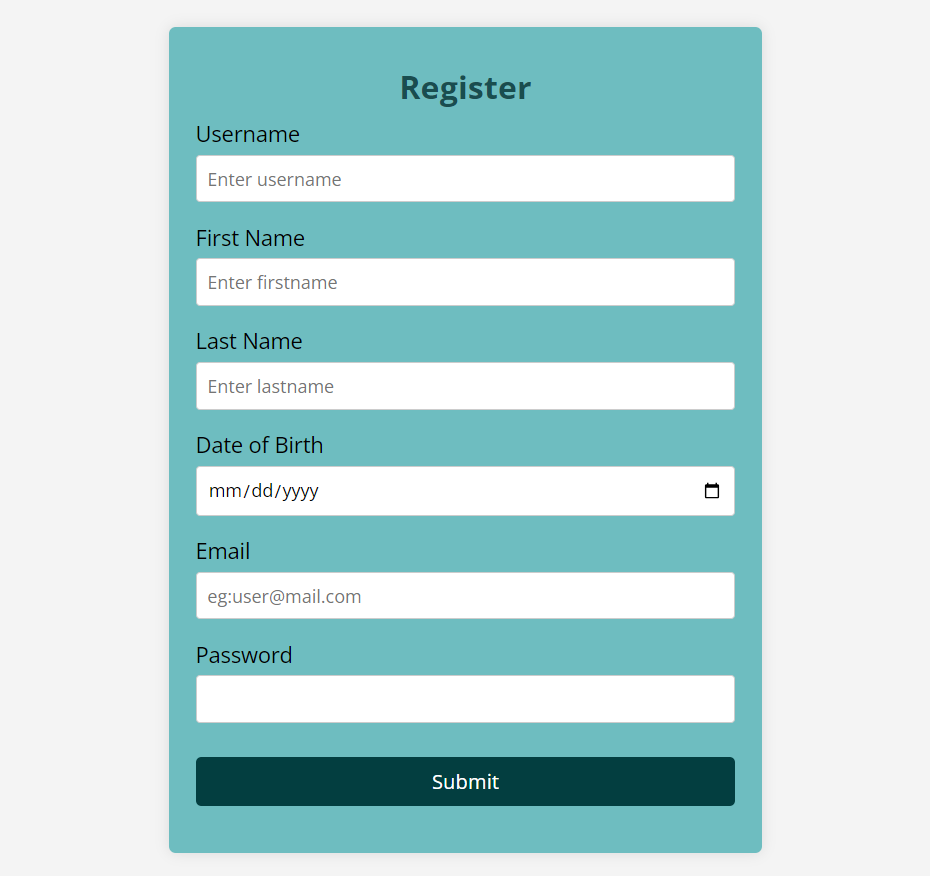 Register
Username
Enter username
First Name
Enter firstname
Last Name
Enter lastname
Date of Birth
mm/dd/yyyy
Email
eg:user@mail.com
Password
Submit